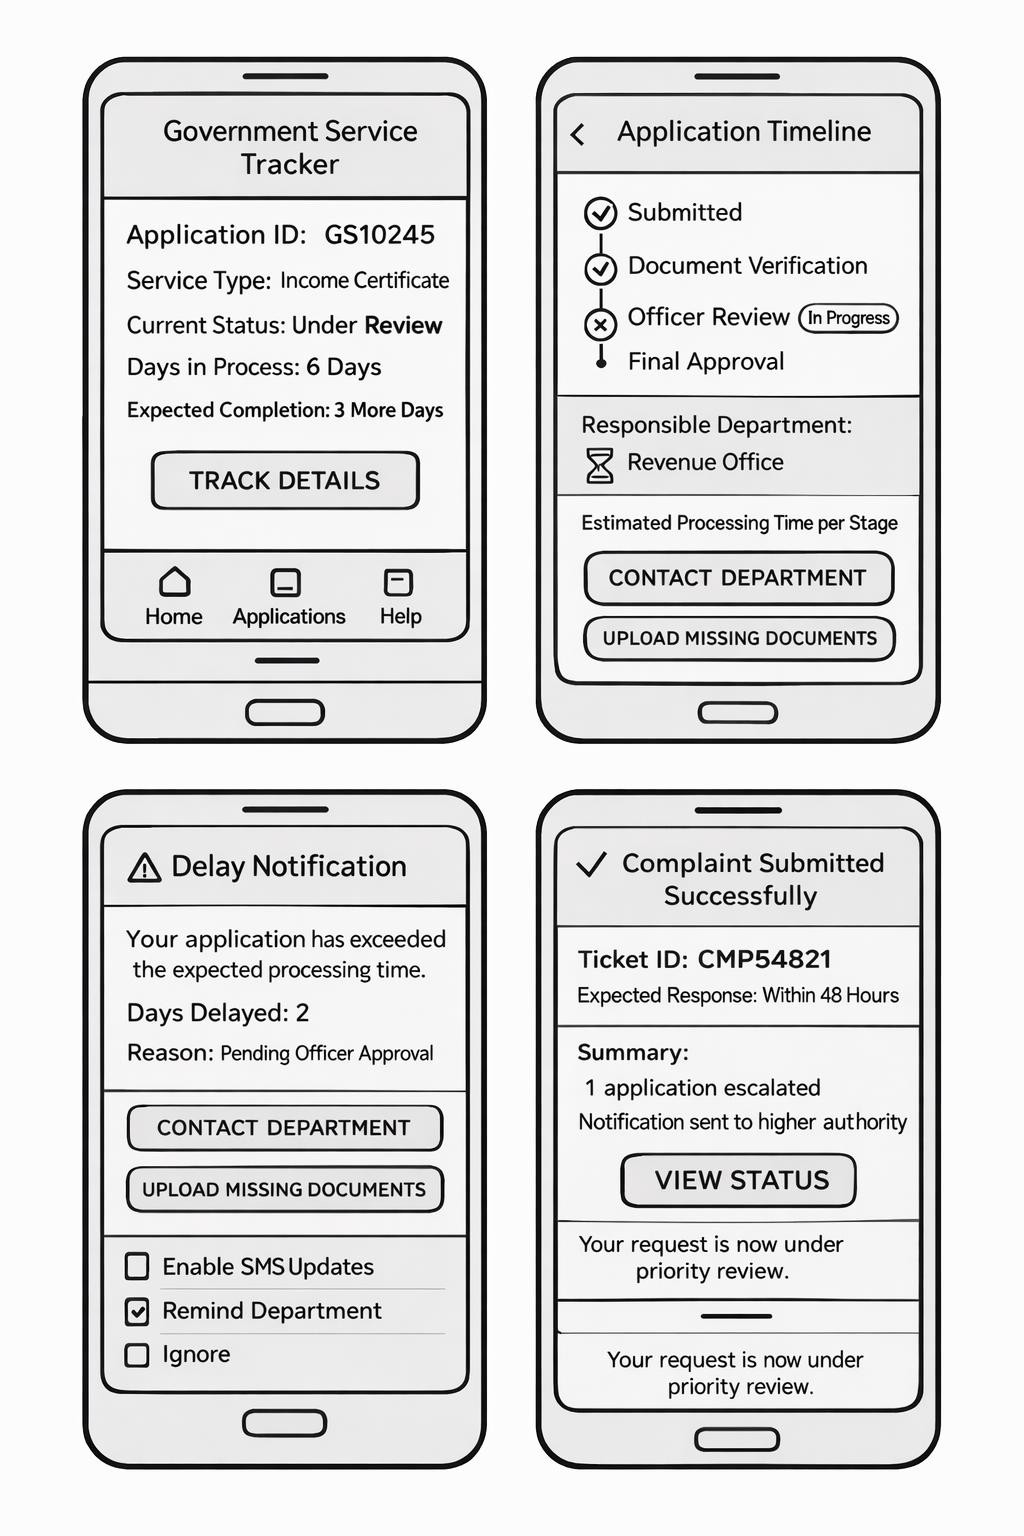 Government Service
Tracker
Application ID: GS10245
Service Type: Income Certificate
Current Status: Under Review
Days in Process: 6 Days
Expected Completion: 3 More Days
TRACK DETAILS
Home Applications Help
Application Timeline
Submitted
Document Verification
Officer Review In Progress
Final Approval
Responsible Department:
Revenue Office
Estimated Processing Time per Stage
CONTACT DEPARTMENT
UPLOAD MISSING DOCUMENTS
Delay Notification
Your application has exceeded
the expected processing time.
Days Delayed: 2
Reason: Pending Officer Approval
CONTACT DEPARTMENT
UPLOAD MISSING DOCUMENTS
Enable SMS Updates
Remind Department
Ignore
Complaint Submitted
Successfully
Ticket ID: CMP54821
Expected Response: Within 48 Hours
Summary:
1 application escalated
Notification sent to higher authority
VIEW STATUS
Your request is now under
priority review.
Your request is now under
priority review.